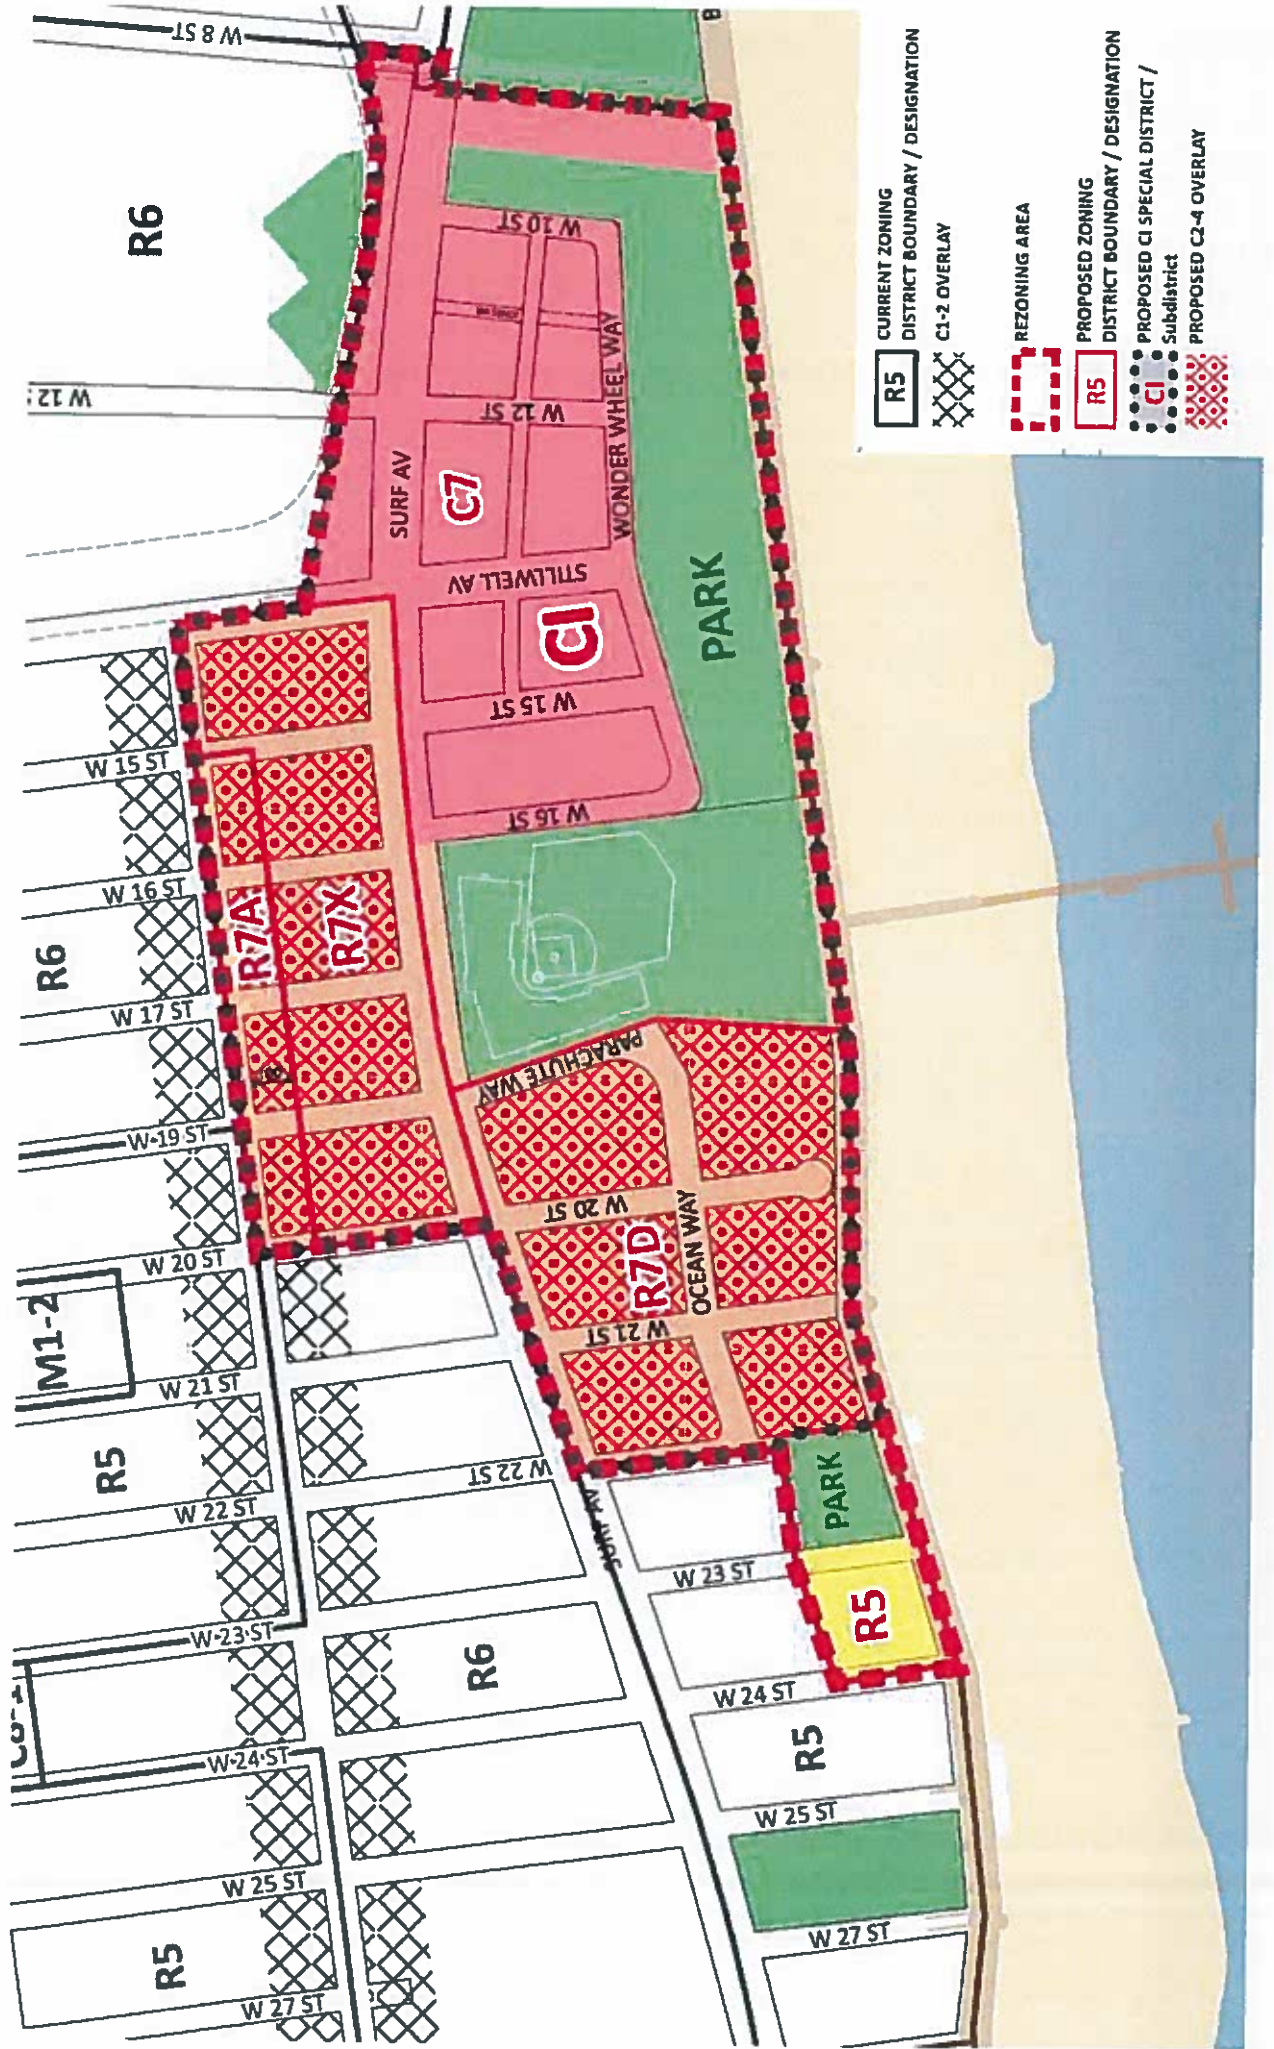 W 8 ST
B
R6
W 12
W 10 ST
JONES WK
W 12 ST
WONDER WHEEL WAY
SURF AV
C7
STILLWELL AV
CI
PARK
W 15 ST
W 15 ST
W 16 ST
W 16 ST
R6
R7A
R7X
W 17 ST
PARACHUTE WAY
W 19 ST
W 20 ST
W 20 ST
R7D
OCEAN WAY
M1-2
W 21 ST
W 21 ST
R5
W 22 ST
W 22 ST
PARK
SURF AV
W 23 ST
W 23 ST
R5
R6
W 24 ST
W 24 ST
R5
W 25 ST
W 25 ST
R5
W 27 ST
W 27 ST
R5
CURRENT ZONING
DISTRICT BOUNDARY / DESIGNATION
C1-2 OVERLAY
REZONING AREA
R5
PROPOSED ZONING
DISTRICT BOUNDARY / DESIGNATION
CI
PROPOSED CI SPECIAL DISTRICT /
Subdistrict
PROPOSED C2-4 OVERLAY